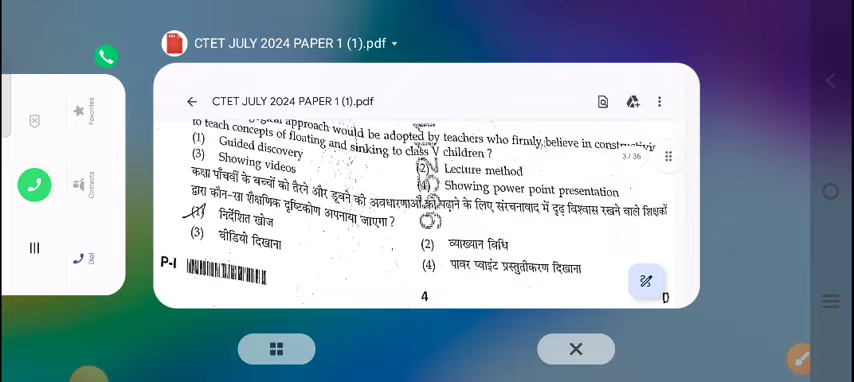 CTET JULY 2024 PAPER 1 (1).pdf
CTET JULY 2024 PAPER 1 (1).pdf
approach would be adopted by teachers who firmly believe in
to teach concepts of floating and sinking to class V children ?
3/36
(1) Guided discovery
(2) Lecture method
(3) Showing videos
(4) Showing power point presentation
कक्षा पाँचवीं के बच्चों को तैरने और डूबने की अवधारणाओं को पढ़ाने के लिए संरचनावाद में दृढ़ विश्वास रखने वाले शिक्षकों
द्वारा कौन-सा शैक्षणिक दृष्टिकोण अपनाया जाएगा ?
(1) निर्देशित खोज
(2) व्याख्यान विधि
(3) वीडियो दिखाना
(4) पावर प्वाइंट प्रस्तुतीकरण दिखाना
P-I
4
D
Favorites
Contacts
Dial